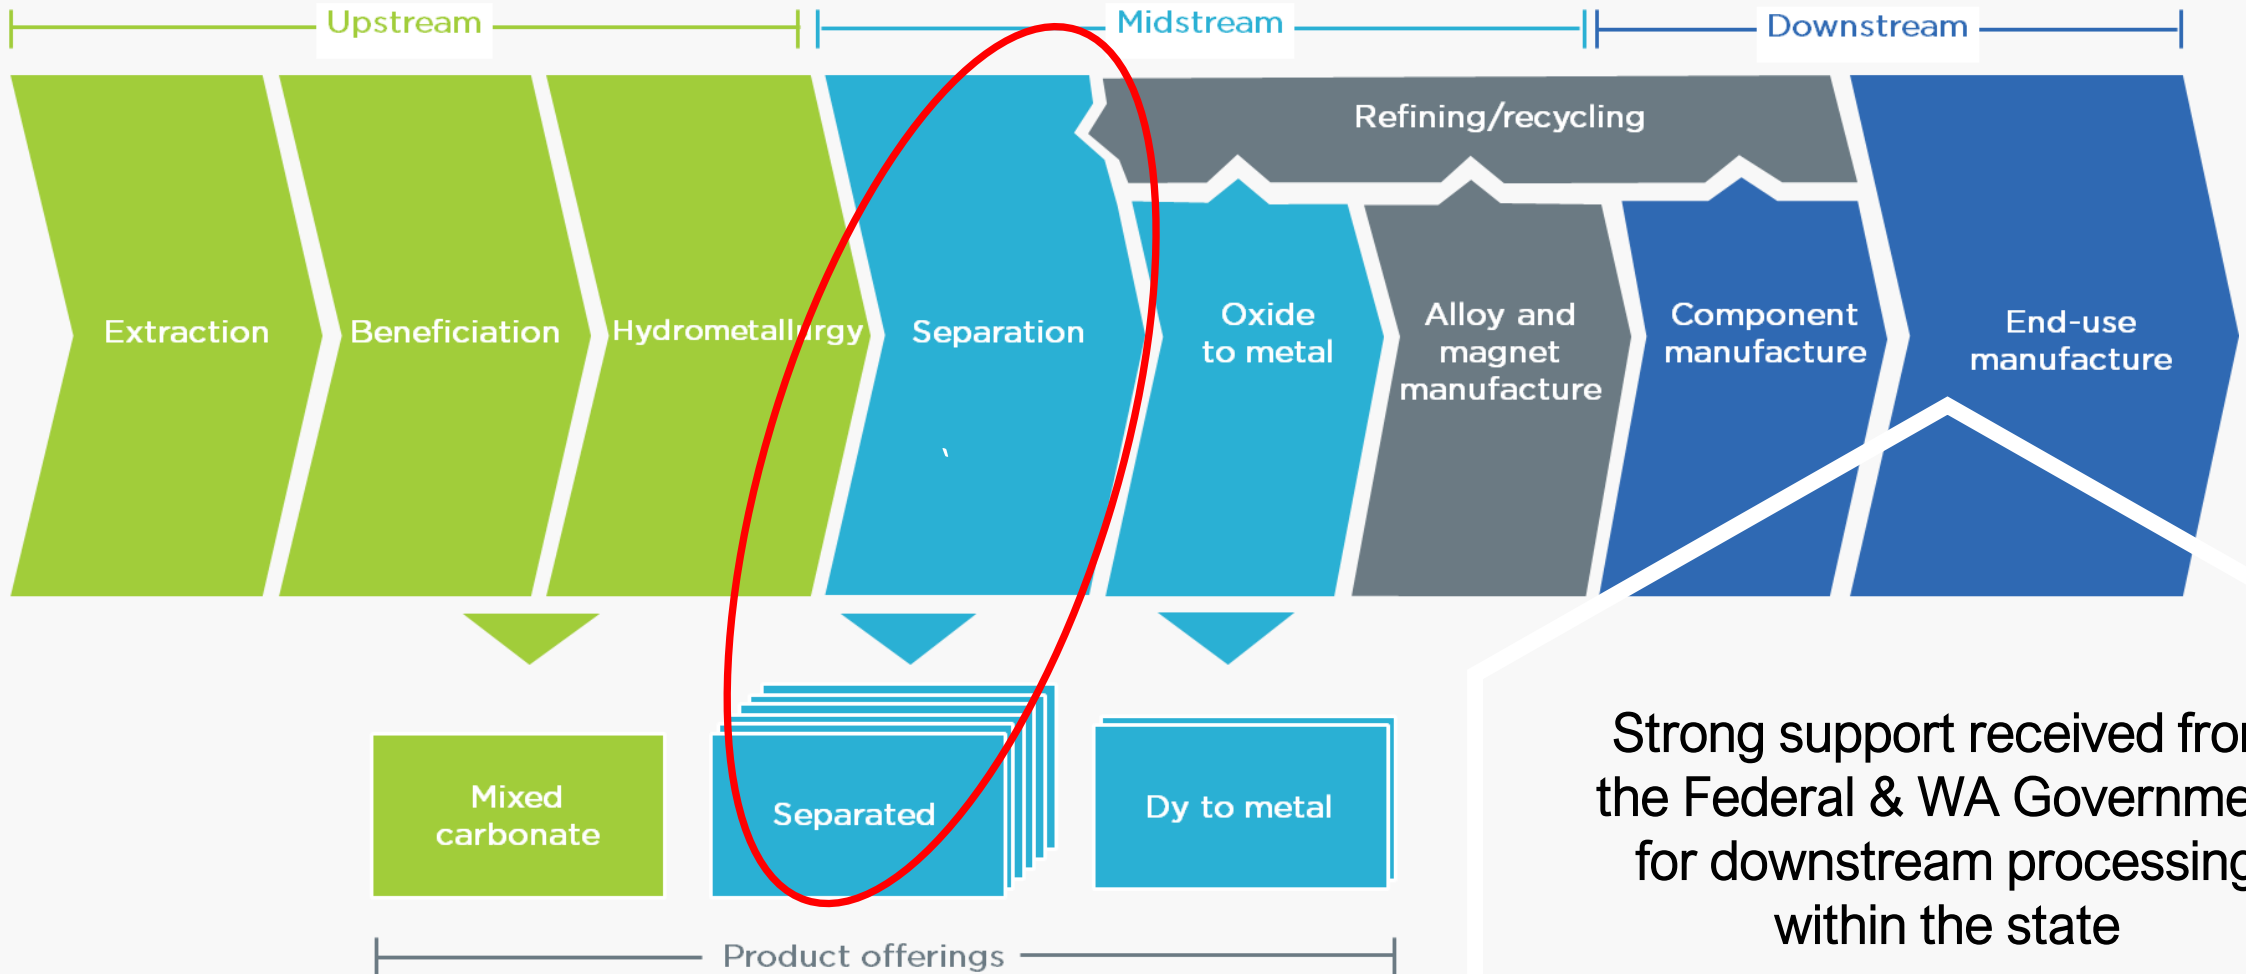 Upstream
Midstream
Downstream
Refining/recycling
Extraction
Beneficiation
Hydrometallurgy
Separation
Oxide
to metal
Alloy and
magnet
manufacture
Component
manufacture
End-use
manufacture
Mixed
carbonate
Separated
Dy to metal
Product offerings
Strong support received
the Federal & WA
for downstream processing
within the state